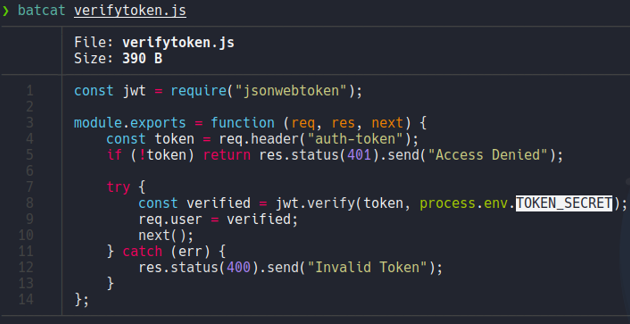 ❯ batcat verifytoken.js
File: verifytoken.js
Size: 390 B
1 const jwt = require("jsonwebtoken");
2
3 module.exports = function (req, res, next) {
4     const token = req.header("auth-token");
5     if (!token) return res.status(401).send("Access Denied");
6
7     try {
8         const verified = jwt.verify(token, process.env.TOKEN_SECRET);
9         req.user = verified;
10         next();
11     } catch (err) {
12         res.status(400).send("Invalid Token");
13     }
14 };